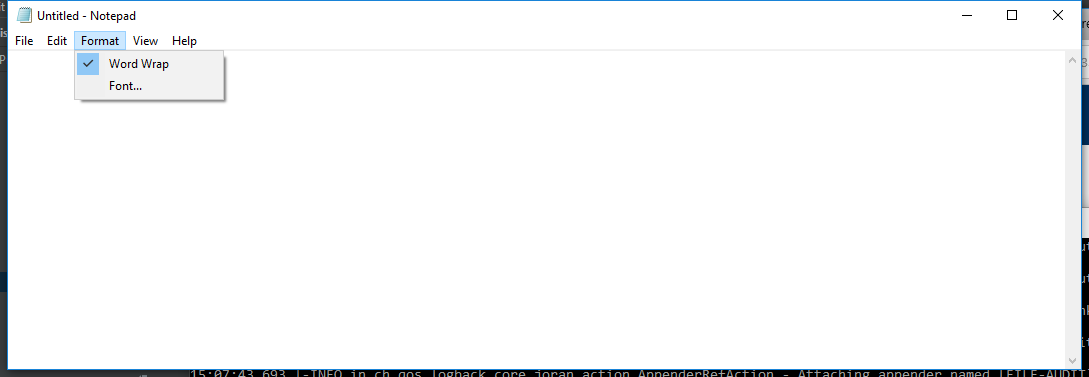 Untitled - Notepad
File Edit Format View Help
Word Wrap
Font...
15:07:43,693 |-INFO in ch.qos.logback.core.joran.action.AppenderRefAction - Attaching appender named [FILE-AUDIT